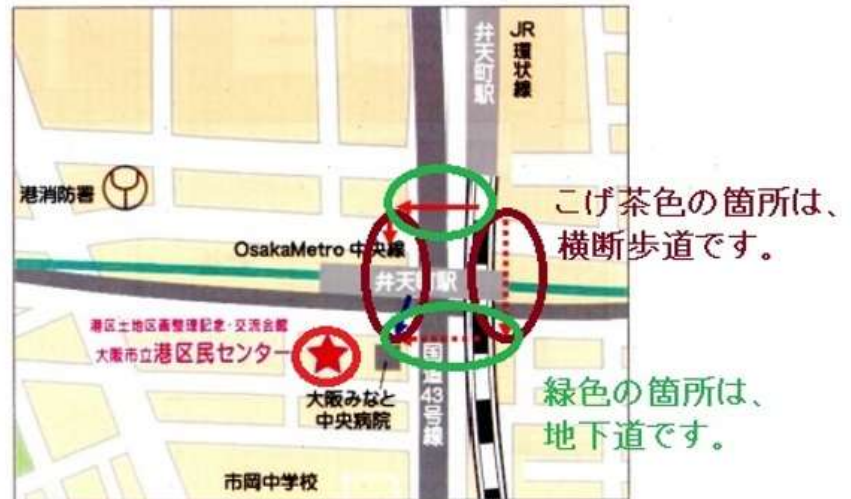 JR環状線
弁天町駅
港消防署
OsakaMetro 中央線
弁天町駅
港区土地区画整理記念・交流会館
大阪市立港区民センター
大阪みなと
中央病院
国道43号線
市岡中学校
こげ茶色の箇所は、
横断歩道です。
緑色の箇所は、
地下道です。